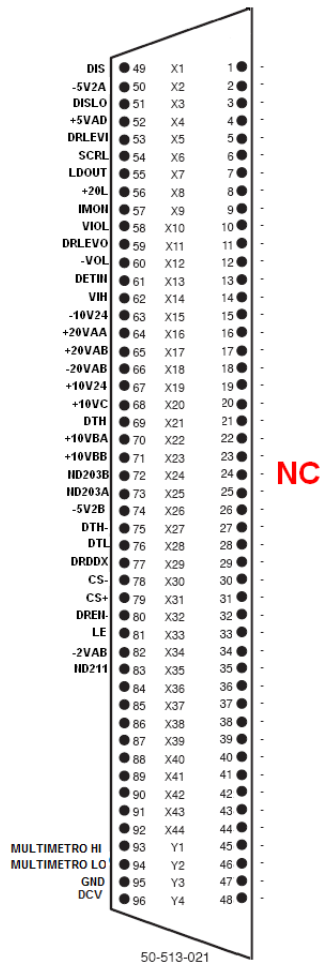 DIS 49 X1 1 -
-5V2A 50 X2 2 -
DISLO 51 X3 3 -
+5VAD 52 X4 4 -
DRLEVI 53 X5 5 -
SCRL 54 X6 6 -
LDOUT 55 X7 7 -
+20L 56 X8 8 -
IMON 57 X9 9 -
VIOL 58 X10 10 -
DRLEVO 59 X11 11 -
-VOL 60 X12 12 -
DETIN 61 X13 13 -
VIH 62 X14 14 -
-10V24 63 X15 15 -
+20VAA 64 X16 16 -
+20VAB 65 X17 17 -
-20VAB 66 X18 18 -
+10V24 67 X19 19 -
+10VC 68 X20 20 -
DTH 69 X21 21 -
+10VBA 70 X22 22 -
+10VBB 71 X23 23 -
ND203B 72 X24 24 - NC
ND203A 73 X25 25 -
-5V2B 74 X26 26 -
DTH- 75 X27 27 -
DTL 76 X28 28 -
DRDDX 77 X29 29 -
CS- 78 X30 30 -
CS+ 79 X31 31 -
DREN- 80 X32 32 -
LE 81 X33 33 -
-2VAB 82 X34 34 -
ND211 83 X35 35 -
84 X36 36 -
85 X37 37 -
86 X38 38 -
87 X39 39 -
88 X40 40 -
89 X41 41 -
90 X42 42 -
91 X43 43 -
92 X44 44 -
MULTIMETRO HI 93 Y1 45 -
MULTIMETRO LO 94 Y2 46 -
GND 95 Y3 47 -
DCV 96 Y4 48 -
50-513-021